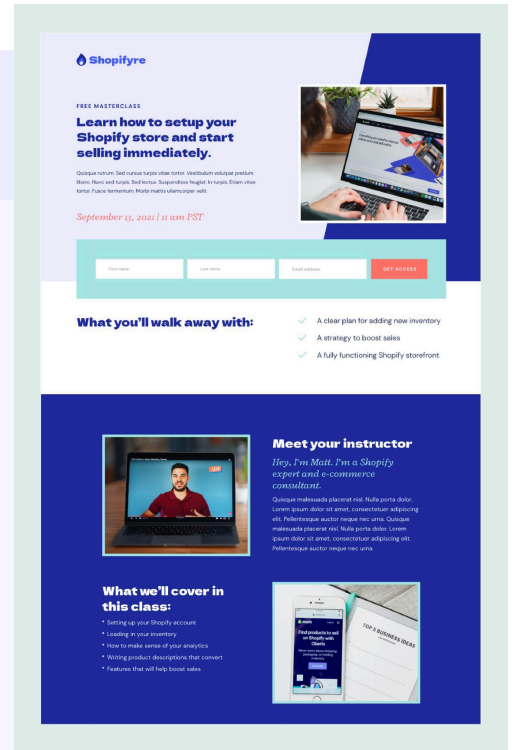 Shopifyre
FREE MASTERCLASS
Learn how to setup your
Shopify store and start
selling immediately.
Quisque rutrum. Sed cursus turpis vitae tortor. Vestibulum volutpat pretium
libero. Nunc sed turpis. Sed lectus. Suspendisse feugiat. In turpis. Etiam vitae
tortor. Fusce fermentum. Morbi mattis ullamcorper velit.
September 13, 2021 | 11 am PST
First name
Last name
Email address
GET ACCESS
What you'll walk away with:
A clear plan for adding new inventory
A strategy to boost sales
A fully functioning Shopify storefront
LIVE
Meet your instructor
Hey, I'm Matt. I'm a Shopify
expert and e-commerce
consultant.
Quisque malesuada placerat nisl. Nulla porta dolor.
Lorem ipsum dolor sit amet, consectetuer adipiscing
elit. Pellentesque auctor neque nec urna. Quisque
malesuada placerat nisl. Nulla porta dolor. Lorem
ipsum dolor sit amet, consectetuer adipiscing elit.
Pellentesque auctor neque nec urna.
What we'll cover in
this class:
• Setting up your Shopify account
• Loading in your inventory
• How to make sense of your analytics
• Writing product descriptions that convert
• Features that will help boost sales
Find products to sell
on Shopify with
Oberlo
TOP 5 BUSINESS IDEAS